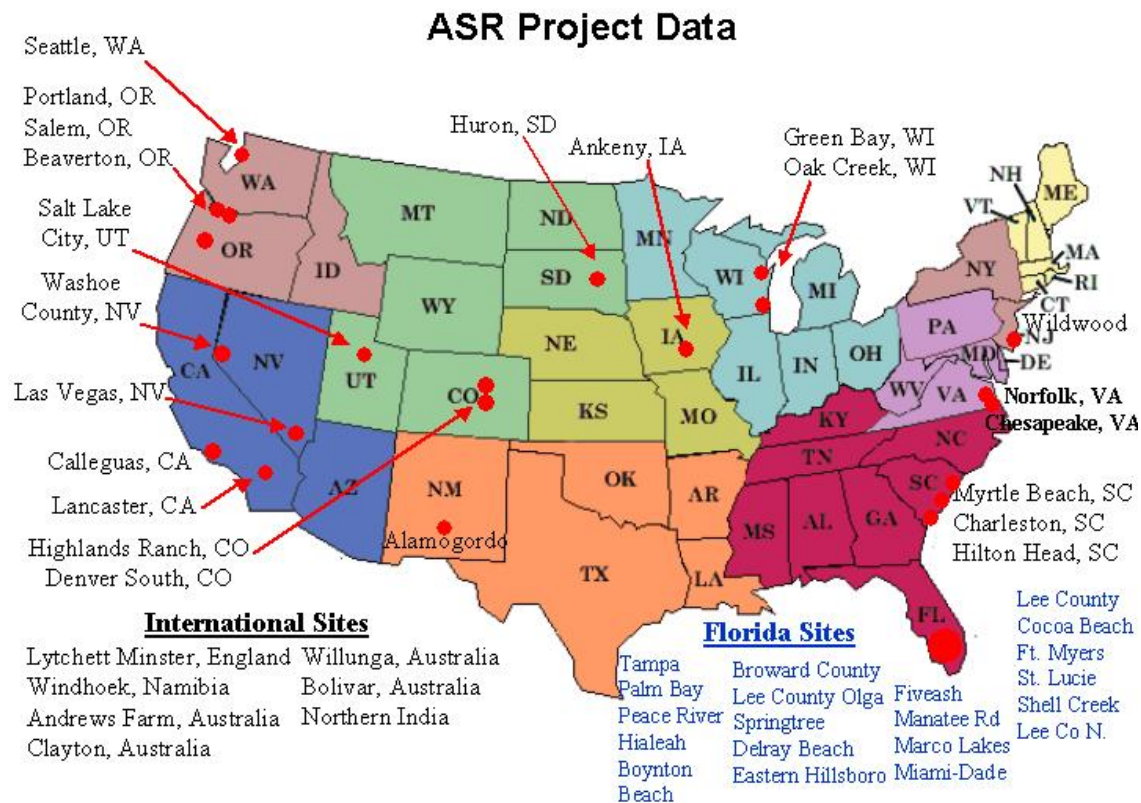 ASR Project Data
Seattle, WA
Portland, OR
Salem, OR
Beaverton, OR
Huron, SD
Ankeny, IA
Green Bay, WI
Oak Creek, WI
Salt Lake
City, UT
Washoe
County, NV
Las Vegas, NV
Calleguas, CA
Lancaster, CA
Highlands Ranch, CO
Denver South, CO
Alamogordo
Wildwood
Norfolk, VA
Chesapeake, VA
Myrtle Beach, SC
Charleston, SC
Hilton Head, SC
WA
OR
ID
MT
ND
SD
WY
MN
WI
MI
NH
VT
ME
MA
RI
CT
NY
NJ
PA
MD
DE
CA
NV
UT
CO
NE
KS
IA
MO
IL
IN
OH
WV
VA
KY
TN
NC
SC
AZ
NM
OK
AR
TX
LA
MS
AL
GA
FL
International Sites
Lytchett Minster, England
Windhoek, Namibia
Andrews Farm, Australia
Clayton, Australia
Willunga, Australia
Bolivar, Australia
Northern India
Florida Sites
Tampa
Palm Bay
Peace River
Hialeah
Boynton
Beach
Broward County
Lee County Olga
Springtree
Delray Beach
Eastern Hillsboro
Fiveash
Manatee Rd
Marco Lakes
Miami-Dade
Lee County
Cocoa Beach
Ft. Myers
St. Lucie
Shell Creek
Lee Co N.